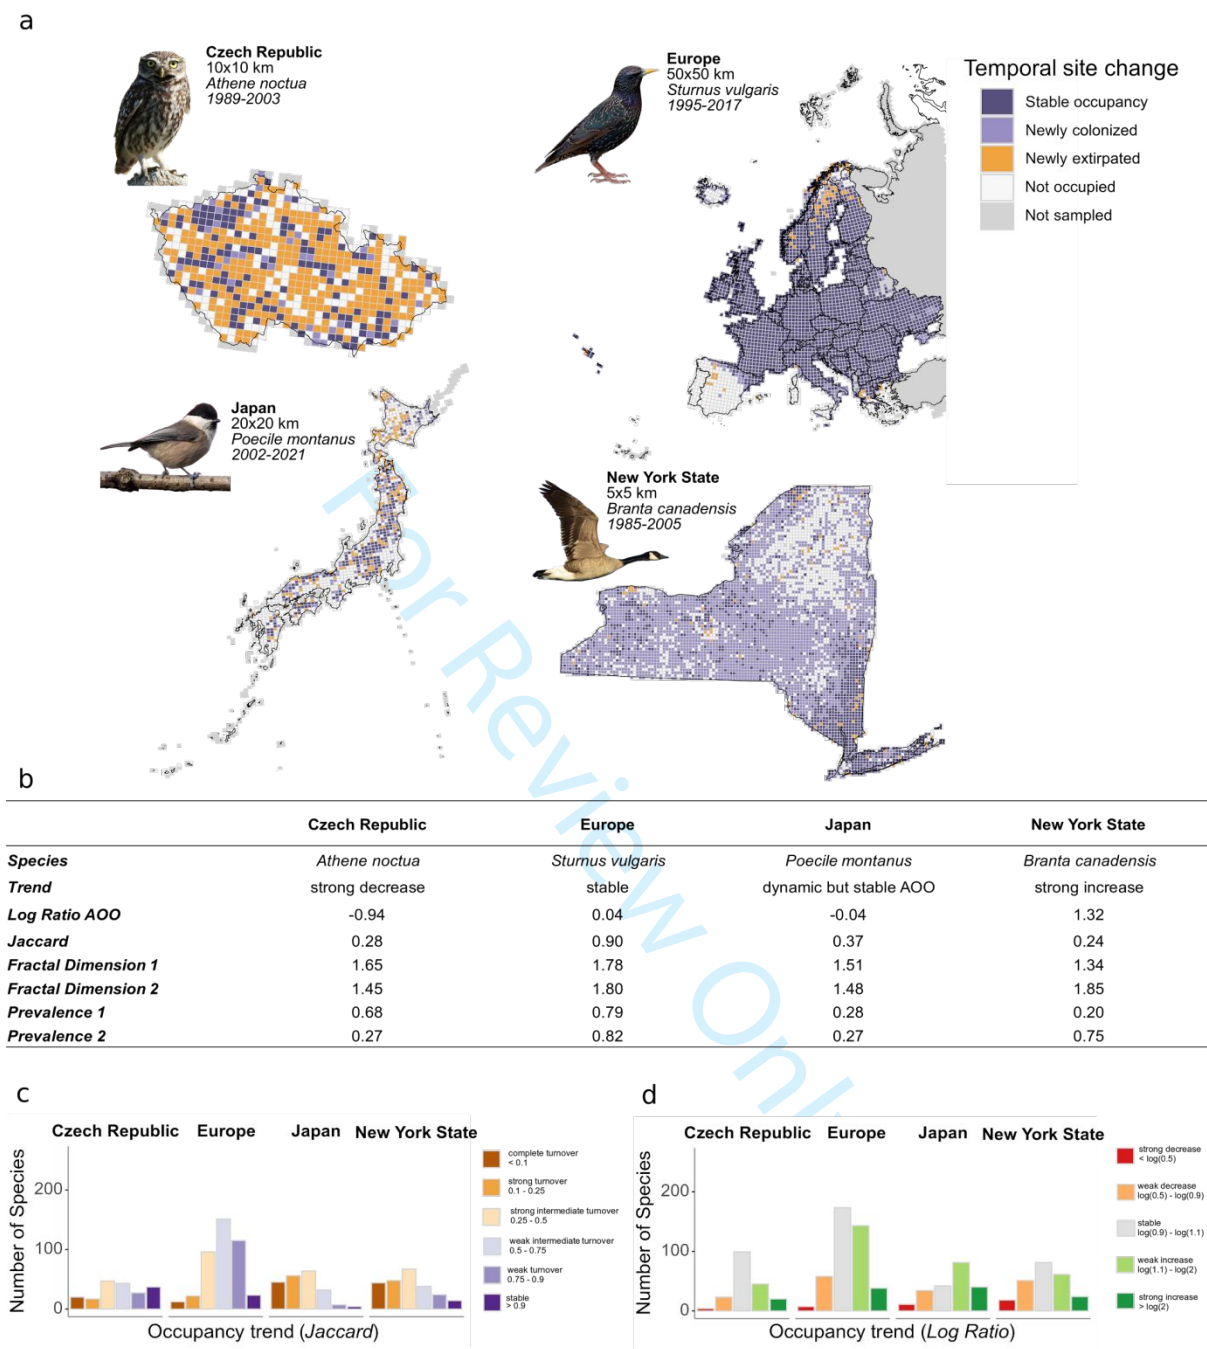 a
Czech Republic
10x10 km
Athene noctua
1989-2003
Europe
50x50 km
Sturnus vulgaris
1995-2017
Temporal site change
Stable occupancy
Newly colonized
Newly extirpated
Not occupied
Not sampled
Japan
20x20 km
Poecile montanus
2002-2021
New York State
5x5 km
Branta canadensis
1985-2005
For Review Only
b
Czech Republic Europe Japan New York State
Species Athene noctua Sturnus vulgaris Poecile montanus Branta canadensis
Trend strong decrease stable dynamic but stable AOO strong increase
Log Ratio AOO -0.94 0.04 -0.04 1.32
Jaccard 0.28 0.90 0.37 0.24
Fractal Dimension 1 1.65 1.78 1.51 1.34
Fractal Dimension 2 1.45 1.80 1.48 1.85
Prevalence 1 0.68 0.79 0.28 0.20
Prevalence 2 0.27 0.82 0.27 0.75
c
Czech Republic Europe Japan New York State
Number of Species
200
100
0
Occupancy trend (Jaccard)
complete turnover
< 0.1
strong turnover
0.1 - 0.25
strong intermediate turnover
0.25 - 0.5
weak intermediate turnover
0.5 - 0.75
weak turnover
0.75 - 0.9
stable
> 0.9
d
Czech Republic Europe Japan New York State
Number of Species
200
100
0
Occupancy trend (Log Ratio)
strong decrease
< log(0.5)
weak decrease
log(0.5) - log(0.9)
stable
log(0.9) - log(1.1)
weak increase
log(1.1) - log(2)
strong increase
> log(2)